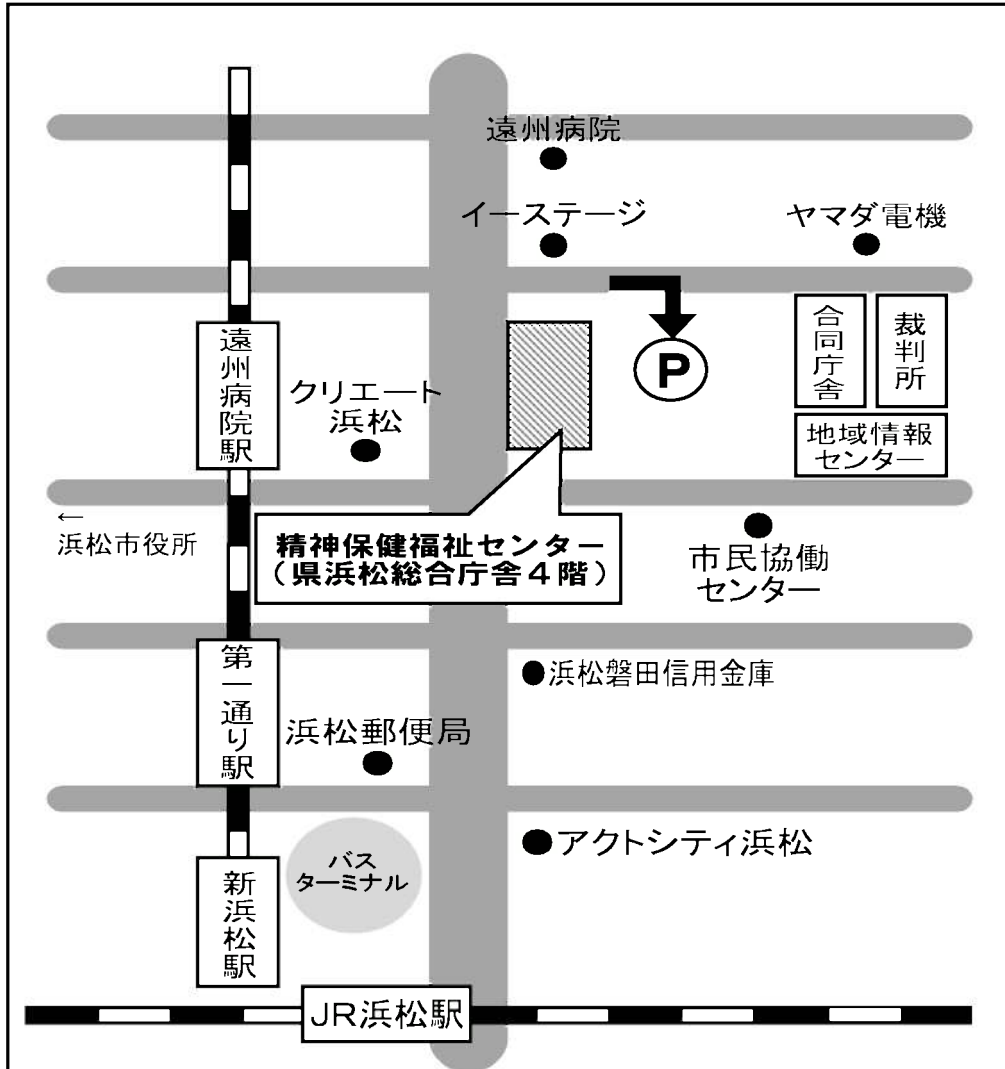 遠州病院
イーステージ
ヤマダ電機
合同庁舎
裁判所
P
遠州病院駅
クリエート
浜松
地域情報
センター
←
浜松市役所
精神保健福祉センター
（県浜松総合庁舎４階）
市民協働
センター
第一通り駅
浜松磐田信用金庫
浜松郵便局
アクトシティ浜松
バス
ターミナル
新浜松駅
JR浜松駅